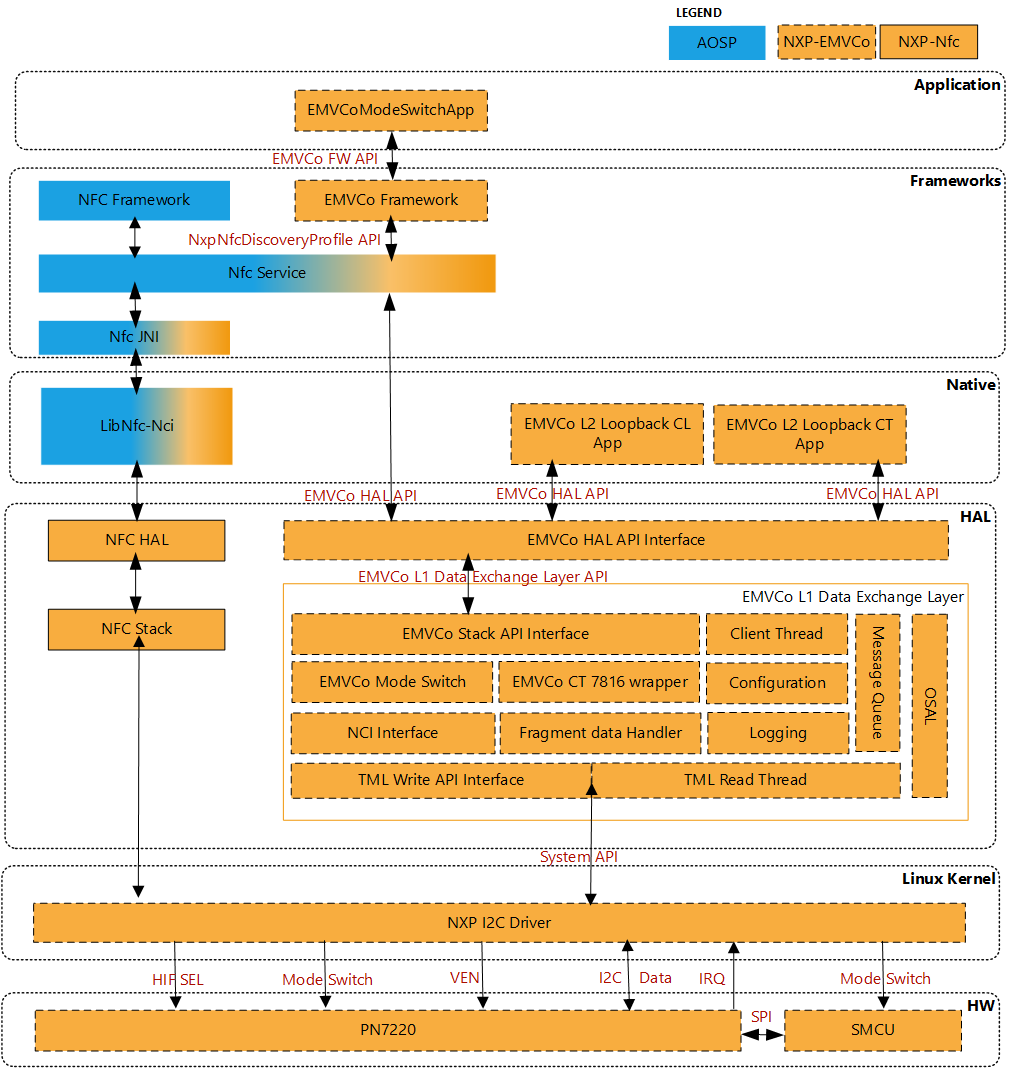 LEGEND
AOSP
NXP-EMVCo
NXP-Nfc
Application
EMVCoModeSwitchApp
EMVCo FW API
Frameworks
NFC Framework
EMVCo Framework
NxpNfcDiscoveryProfile API
Nfc Service
Nfc JNI
Native
LibNfc-Nci
EMVCo L2 Loopback CL
App
EMVCo L2 Loopback CT
App
EMVCo HAL API
EMVCo HAL API
EMVCo HAL API
HAL
NFC HAL
EMVCo HAL API Interface
EMVCo L1 Data Exchange Layer API
EMVCo L1 Data Exchange Layer
NFC Stack
EMVCo Stack API Interface
Client Thread
Message Queue
OSAL
EMVCo Mode Switch
EMVCo CT 7816 wrapper
Configuration
NCI Interface
Fragment data Handler
Logging
TML Write API Interface
TML Read Thread
System API
Linux Kernel
NXP I2C Driver
HIF SEL
Mode Switch
VEN
I2C
Data
IRQ
Mode Switch
HW
PN7220
SPI
SMCU